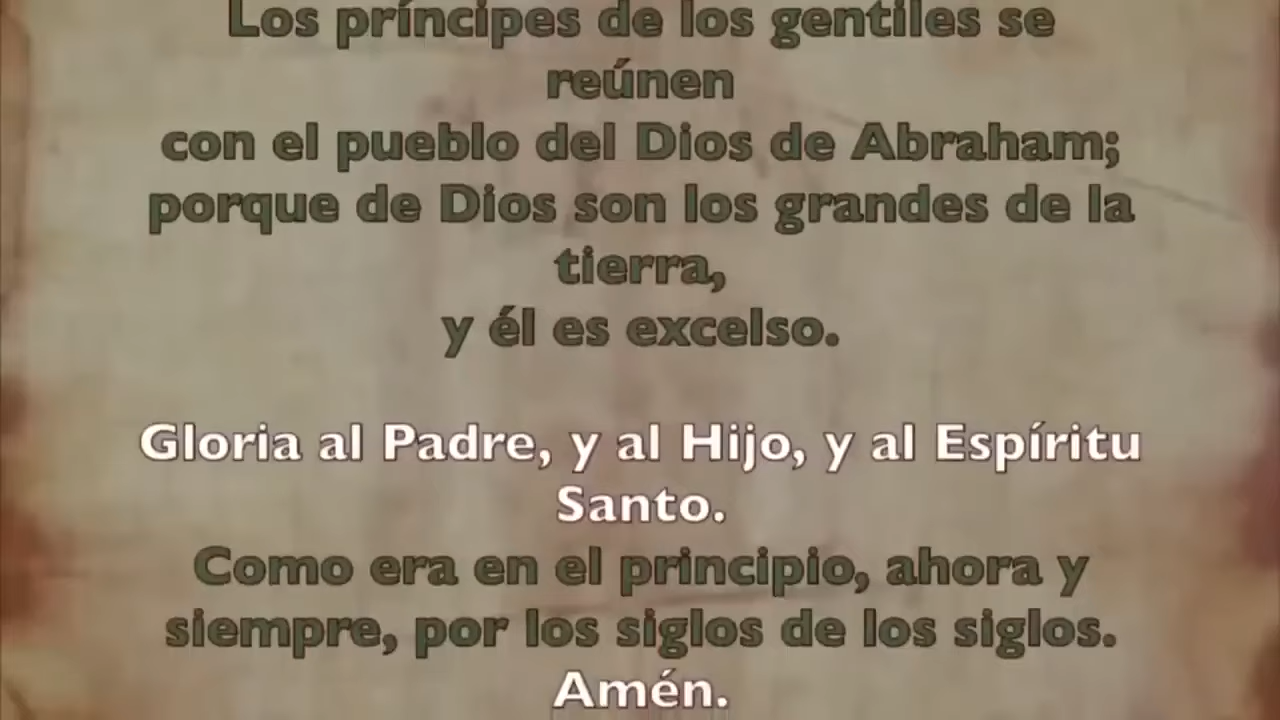 Los príncipes de los gentiles se
reúnen
con el pueblo del Dios de Abraham;
porque de Dios son los grandes de la
tierra,
y él es excelso.
Gloria al Padre, y al Hijo, y al Espíritu
Santo.
Como era en el principio, ahora y
siempre, por los siglos de los siglos.
Amén.